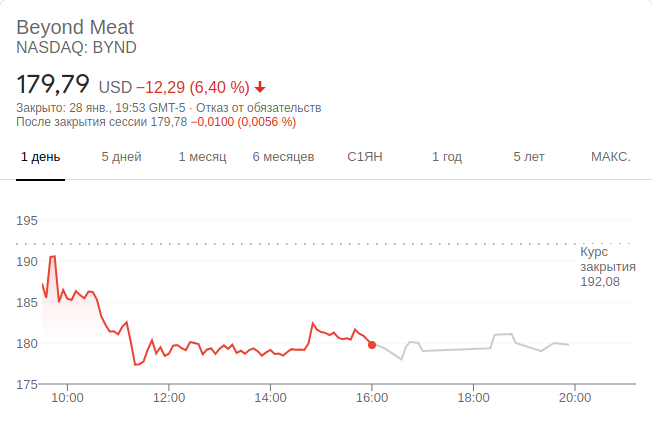 Beyond Meat
NASDAQ: BYND
179,79 USD −12,29 (6,40 %)
Закрыто: 28 янв., 19:53 GMT-5 · Отказ от обязательств
После закрытия сессии 179,78 −0,0100 (0,0056 %)
1 день 5 дней 1 месяц 6 месяцев С1ЯН 1 год 5 лет МАКС.
195
190
185
180
175
Курс
закрытия
192,08
10:00 12:00 14:00 16:00 18:00 20:00